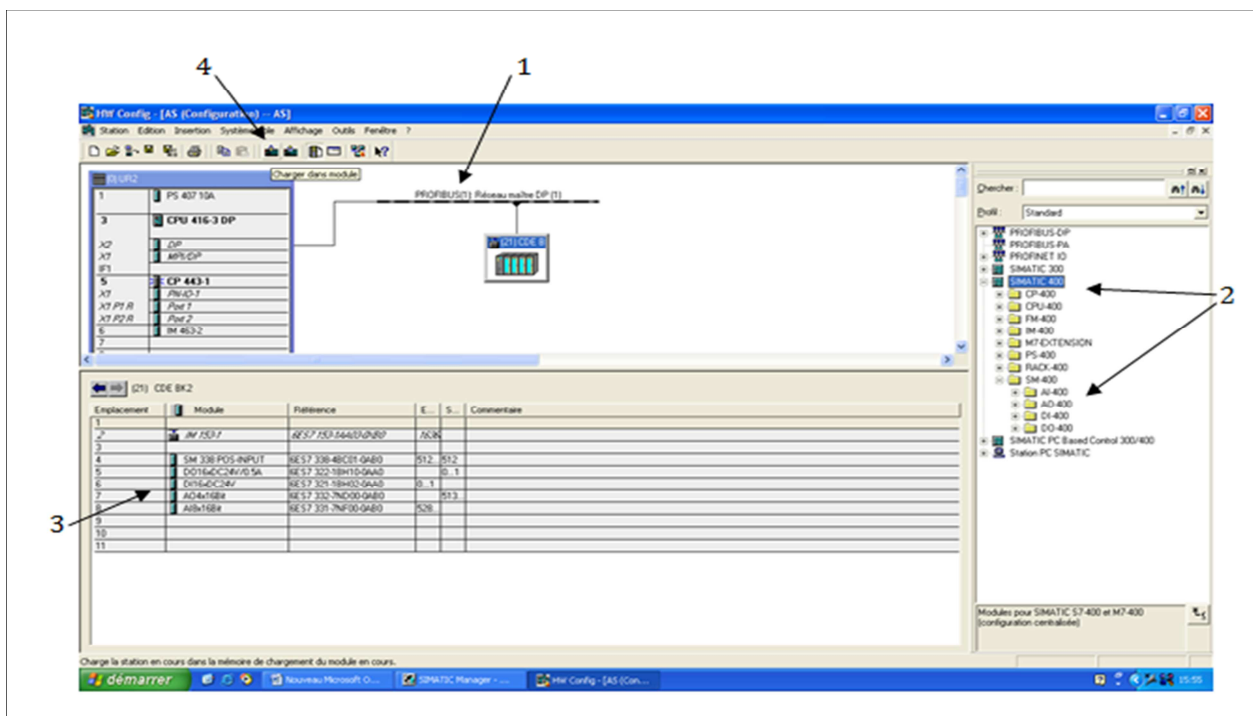 4
1
HW Config - [AS (Configuration) -- AS]
Station Edition Insertion Affichage Outils Fenêtre ?
Charger dans module
(0) UR2
1 PS 407 10A
3 CPU 416-3 DP
X2 DP
X1 MPI/DP
IF1
5 CP 443-1
X1 PN-IO-1
X1 P1 R Port 1
X1 P2 R Port 2
6 IM 463-2
7
PROFIBUS(1): Réseau maître DP (1)
(21) CDE B
Chercher :
Profil : Standard
PROFIBUS-DP
PROFIBUS-PA
PROFINET IO
SIMATIC 300
SIMATIC 400
CP-400
CPU-400
FM-400
IM-400
M7-EXTENSION
PS-400
RACK-400
SM-400
AI-400
AO-400
DI-400
DO-400
SIMATIC PC Based Control 300/400
Station PC SIMATIC
2
(21) CDE BK2
Emplacement Module Référence E... S... Commentaire
1
2 IM 153-1 6ES7 153-1AA03-0XB0
3
4 SM 338 POS-INPUT 6ES7 338-4BC01-0AB0 512... 512
5 DO16xDC24V/0.5A 6ES7 322-1BH10-0AA0 0...1
6 DI16xDC24V 6ES7 321-1BH02-0AA0 0...1
7 AO4x16Bit 6ES7 332-7ND00-0AB0 513...
8 AI8x16Bit 6ES7 331-7NF00-0AB0 528...
9
10
11
3
Modules pour SIMATIC S7-400 et M7-400
(configuration centralisée)
Charge la station en cours dans la mémoire de chargement du module en cours.
démarrer Nouveau Microsoft O... SIMATIC Manager - ... HW Config - [AS (Con... 15:55